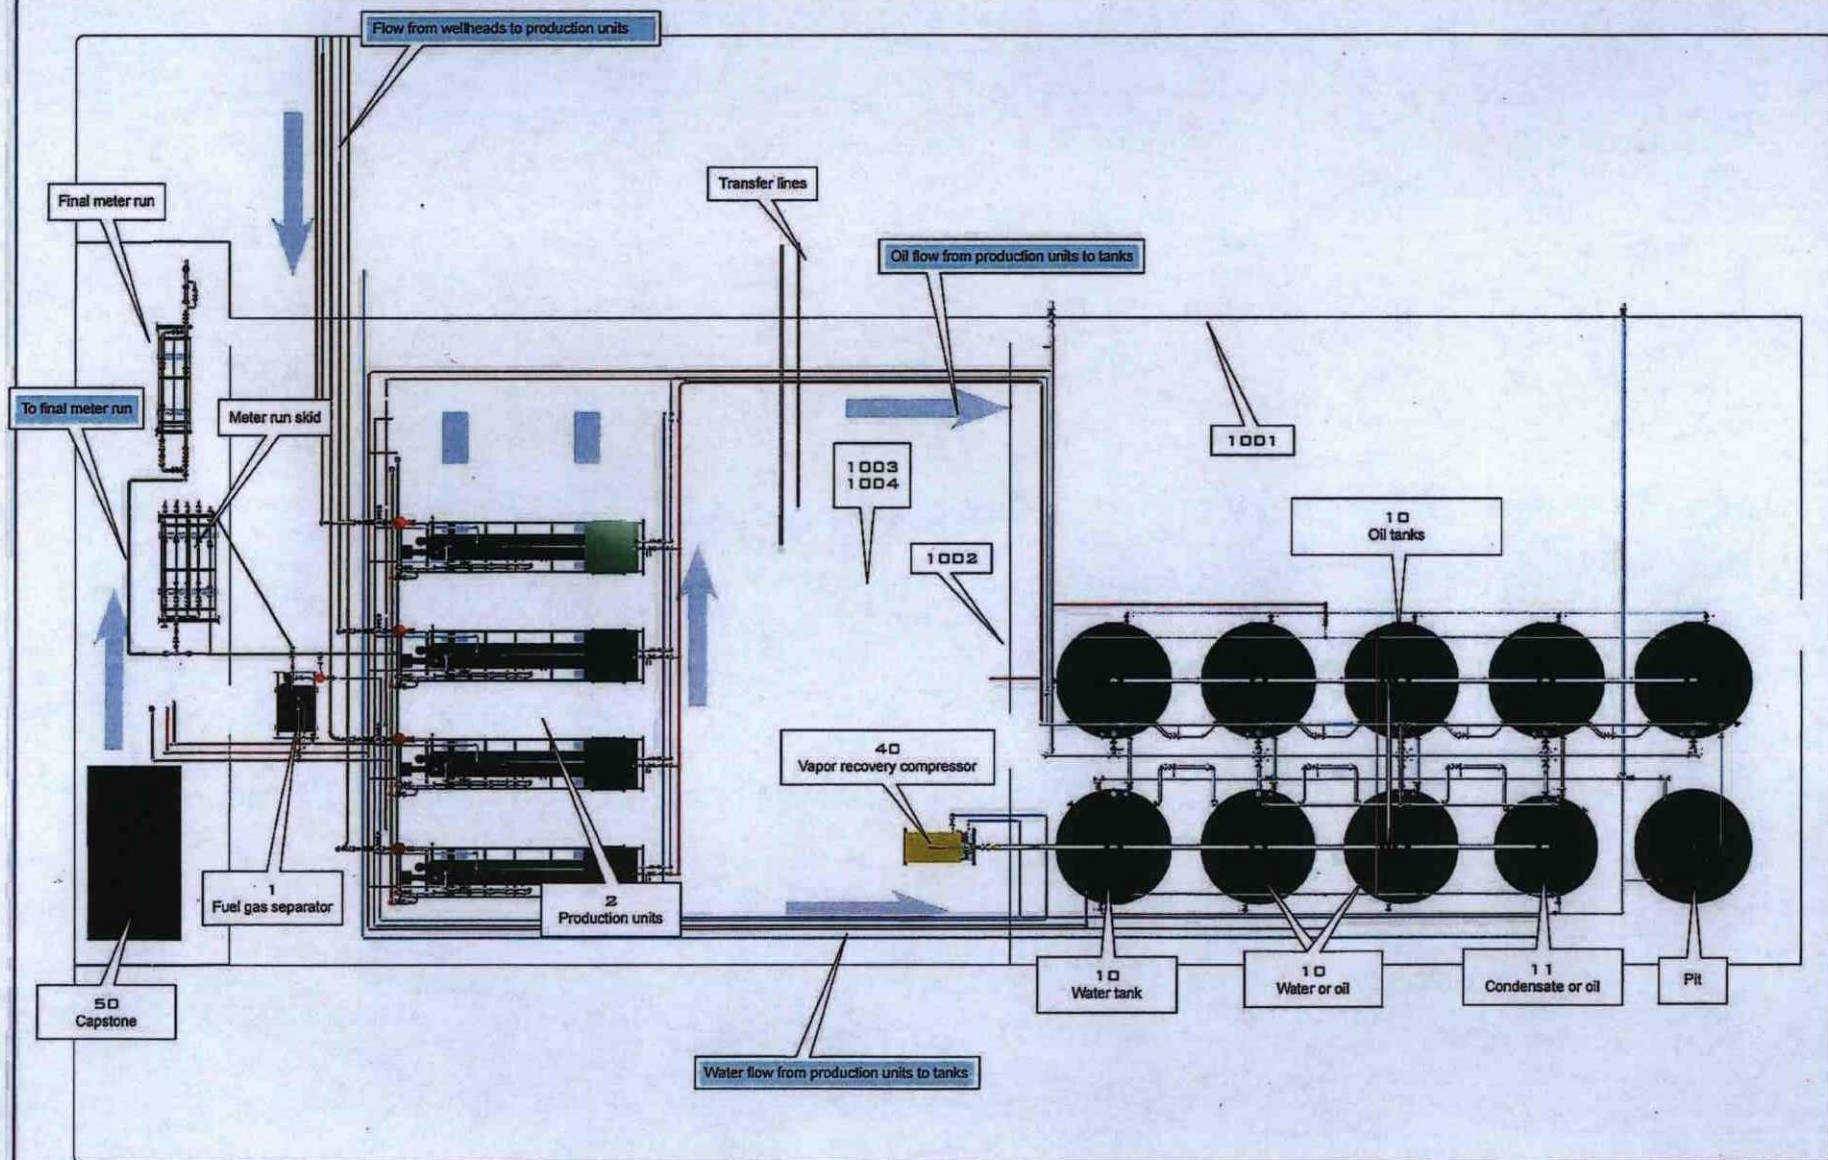 Flow from wellheads to production units
Transfer lines
Final meter run
Oil flow from production units to tanks
To final meter run
Meter run skid
1001
1003
1004
10
Oil tanks
1002
40
Vapor recovery compressor
1
Fuel gas separator
2
Production units
10
Water tank
10
Water or oil
11
Condensate or oil
Pit
50
Capstone
Water flow from production units to tanks